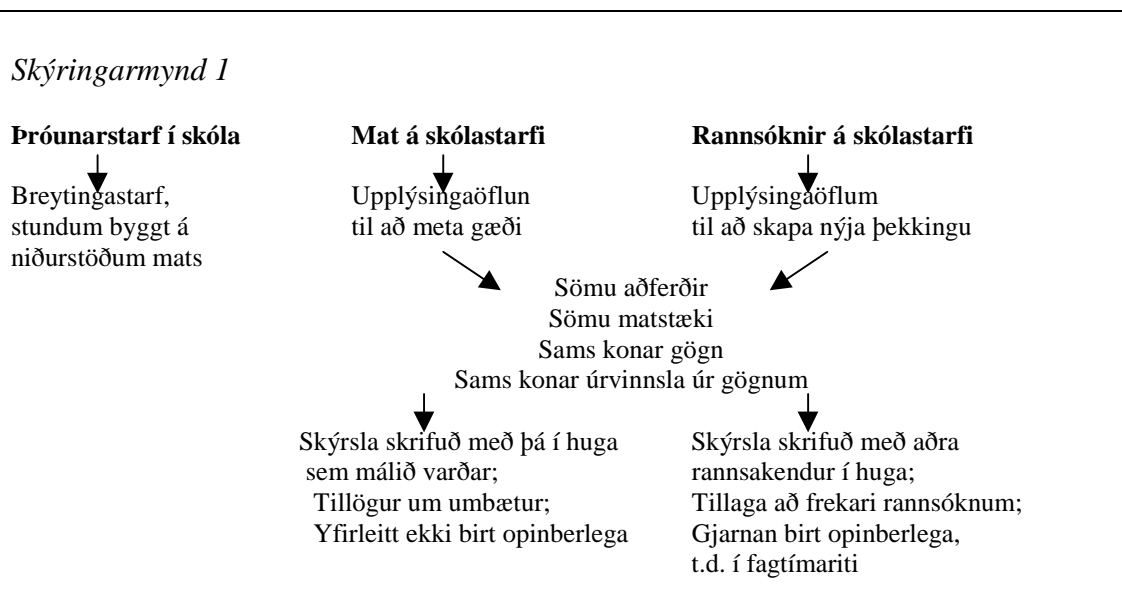 Skýringarmynd 1
Þróunarstarf í skóla
Mat á skólastarfi
Rannsóknir á skólastarfi
Breytingastarf,
stundum byggt á
niðurstöðum mats
Upplýsingaöflun
til að meta gæði
Upplýsingaöflum
til að skapa nýja þekkingu
Sömu aðferðir
Sömu matstæki
Sams konar gögn
Sams konar úrvinnsla úr gögnum
Skýrsla skrifuð með þá í huga
sem málið varðar;
Tillögur um umbætur;
Yfirleitt ekki birt opinberlega
Skýrsla skrifuð með aðra
rannsakendur í huga;
Tillaga að frekari rannsóknum;
Gjarnan birt opinberlega,
t.d. í fagtímariti